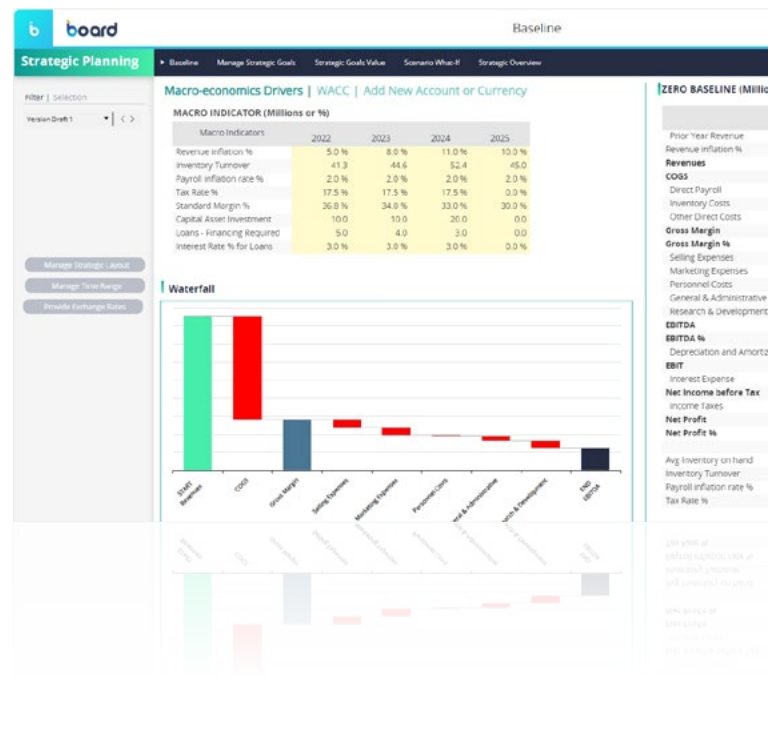 b board
Baseline
Strategic Planning
Baseline Manage Strategic Goals Strategic Goals Value Scenario What-If Strategic Overview
Filter | Selection
Version Draft 1
Manage Strategic Layout
Manage Time Range
Provide Exchange Rates
Macro-economics Drivers | WACC | Add New Account or Currency
MACRO INDICATOR (Millions or %)
Macro Indicators 2022 2023 2024 2025
Revenue Inflation % 5.0 % 8.0 % 11.0 % 10.0 %
Inventory Turnover 41.3 44.6 52.4 45.0
Payroll inflation rate % 2.0 % 2.0 % 2.0 % 2.0 %
Tax Rate % 17.5 % 17.5 % 17.5 % 0.0 %
Standard Margin % 36.8 % 34.0 % 33.0 % 30.0 %
Capital Asset Investment 10.0 10.0 20.0 0.0
Loans - Financing Required 5.0 4.0 3.0 0.0
Interest Rate % for Loans 3.0 % 3.0 % 3.0 % 0.0 %
Waterfall
START Revenues
COGS
Gross Margin
Selling Expenses
Marketing Expenses
Personnel Costs
ral & Administrative
rch & Development
END EBITDA
ZERO BASELINE (Millio
Prior Year Revenue
Revenue Inflation %
Revenues
COGS
Direct Payroll
Inventory Costs
Other Direct Costs
Gross Margin
Gross Margin %
Selling Expenses
Marketing Expenses
Personnel Costs
General & Administrative
Research & Development
EBITDA
EBITDA %
Depreciation and Amortiz
EBIT
Interest Expense
Net Income before Tax
Income Taxes
Net Profit
Net Profit %
Avg Inventory on hand
Inventory Turnover
Payroll inflation rate %
Tax Rate %